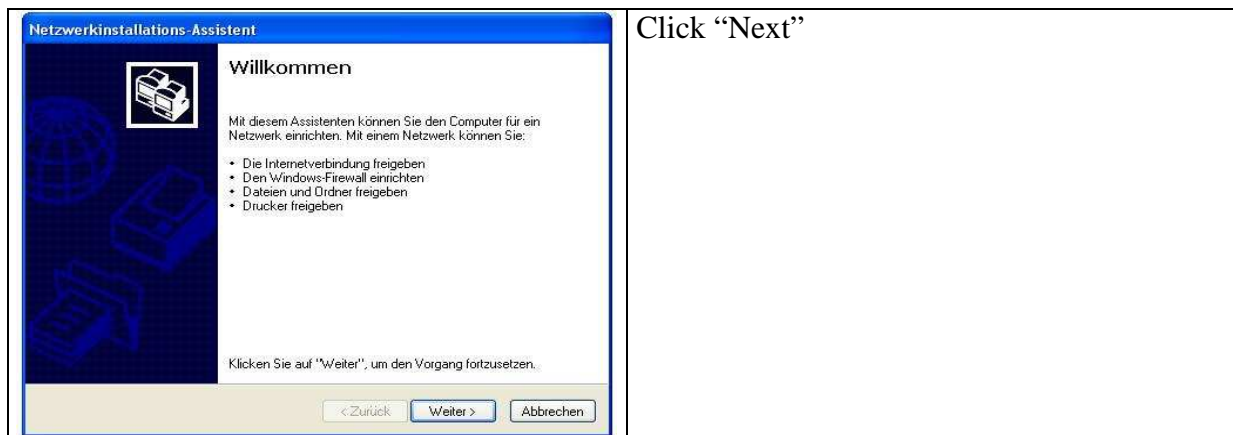 Netzwerkinstallations-Assistent
Willkommen
Mit diesem Assistenten können Sie den Computer für ein
Netzwerk einrichten. Mit einem Netzwerk können Sie:
• Die Internetverbindung freigeben
• Den Windows-Firewall einrichten
• Dateien und Ordner freigeben
• Drucker freigeben
Klicken Sie auf "Weiter", um den Vorgang fortzusetzen.
< Zurück Weiter > Abbrechen
Click “Next”